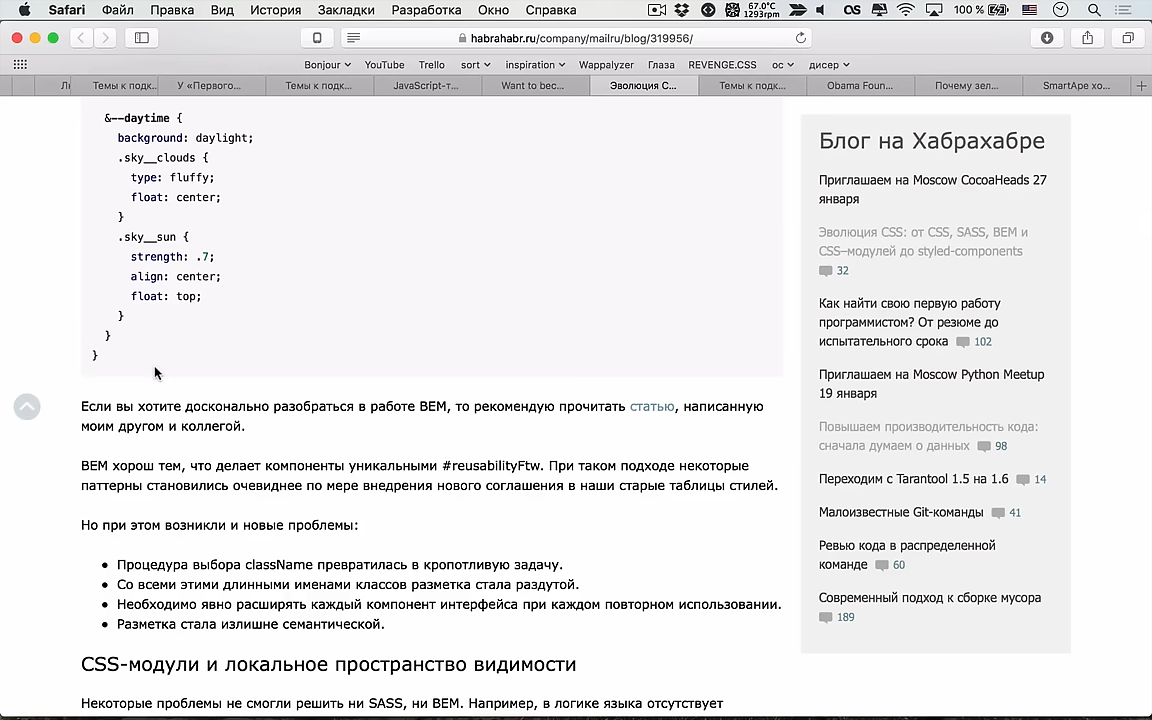 Safari Файл Правка Вид История Закладки Разработка Окно Справка 67.0°C 1293rpm 100 %
habrahabr.ru/company/mailru/blog/319956/
Bonjour YouTube Trello sort inspiration Wappalyzer Глаза REVENGE.CSS ос дисер
Темы к подк... У «Первого... Темы к подк... JavaScript-т... Want to bec... Эволюция C... Темы к подк... Obama Foun... Почему зел... SmartApe хо...
&--daytime {
background: daylight;
.sky__clouds {
type: fluffy;
float: center;
}
.sky__sun {
strength: .7;
align: center;
float: top;
}
}
}
Если вы хотите досконально разобраться в работе BEM, то рекомендую прочитать статью, написанную
моим другом и коллегой.
BEM хорош тем, что делает компоненты уникальными #reusabilityFtw. При таком подходе некоторые
паттерны становились очевиднее по мере внедрения нового соглашения в наши старые таблицы стилей.
Но при этом возникли и новые проблемы:
• Процедура выбора className превратилась в кропотливую задачу.
• Со всеми этими длинными именами классов разметка стала раздутой.
• Необходимо явно расширять каждый компонент интерфейса при каждом повторном использовании.
• Разметка стала излишне семантической.
CSS-модули и локальное пространство видимости
Некоторые проблемы не смогли решить ни SASS, ни BEM. Например, в логике языка отсутствует
Блог на Хабрахабре
Приглашаем на Moscow CocoaHeads 27
января
Эволюция CSS: от CSS, SASS, BEM и
CSS–модулей до styled-components
32
Как найти свою первую работу
программистом? От резюме до
испытательного срока 102
Приглашаем на Moscow Python Meetup
19 января
Повышаем производительность кода:
сначала думаем о данных 98
Переходим с Tarantool 1.5 на 1.6 14
Малоизвестные Git-команды 41
Ревью кода в распределенной
команде 60
Современный подход к сборке мусора
189